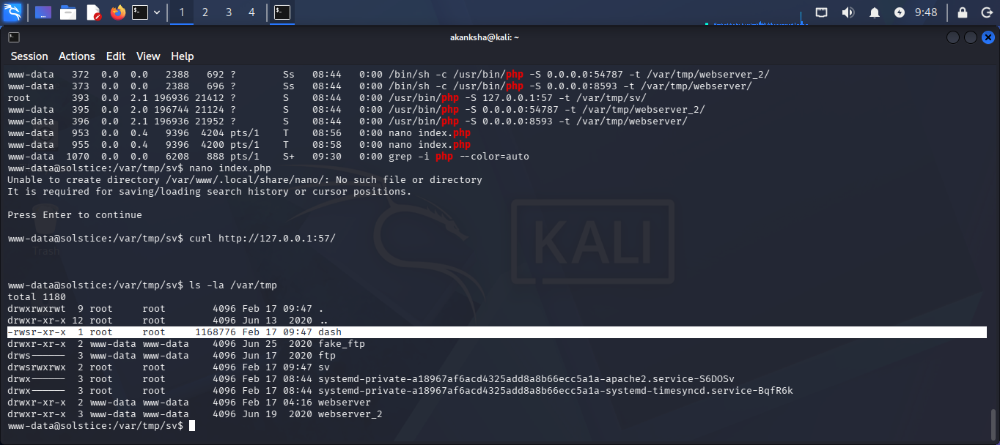 1 2 3 4 9:48
akanksha@kali: ~
Session Actions Edit View Help
www-data   372  0.0  0.0   2388   692 ?        Ss   08:44   0:00 /bin/sh -c /usr/bin/php -S 0.0.0.0:54787 -t /var/tmp/webserver_2/
www-data   373  0.0  0.0   2388   696 ?        Ss   08:44   0:00 /bin/sh -c /usr/bin/php -S 0.0.0.0:8593 -t /var/tmp/webserver/
root       393  0.0  2.1 196936 21412 ?        S    08:44   0:00 /usr/bin/php -S 127.0.0.1:57 -t /var/tmp/sv/
www-data   395  0.0  2.0 196744 21124 ?        S    08:44   0:00 /usr/bin/php -S 0.0.0.0:54787 -t /var/tmp/webserver_2/
www-data   396  0.0  2.1 196936 21952 ?        S    08:44   0:00 /usr/bin/php -S 0.0.0.0:8593 -t /var/tmp/webserver/
www-data   953  0.0  0.4   9396  4204 pts/1    T    08:56   0:00 nano index.php
www-data   955  0.0  0.4   9396  4200 pts/1    T    08:58   0:00 nano index.php
www-data  1070  0.0  0.0   6208   888 pts/1    S+   09:30   0:00 grep -i php --color=auto
www-data@solstice:/var/tmp/sv$ nano index.php
Unable to create directory /var/www/.local/share/nano/: No such file or directory
It is required for saving/loading search history or cursor positions.
Press Enter to continue
www-data@solstice:/var/tmp/sv$ curl http://127.0.0.1:57/
Trash
KALI
www-data@solstice:/var/tmp/sv$ ls -la /var/tmp
total 1180
drwxrwxrwt  9 root     root        4096 Feb 17 09:47 .
drwxr-xr-x 12 root     root        4096 Jun 13  2020 ..
-rwsr-xr-x  1 root     root     1168776 Feb 17 09:47 dash
drwxr-xr-x  2 www-data www-data    4096 Jun 25  2020 fake_ftp
drws------  3 www-data www-data    4096 Jun 17  2020 ftp
drwsrwxrwx  2 root     root        4096 Feb 17 09:47 sv
drwx------  3 root     root        4096 Feb 17 08:44 systemd-private-a18967af6acd4325add8a8b66ecc5a1a-apache2.service-S6DOSv
drwx------  3 root     root        4096 Feb 17 08:44 systemd-private-a18967af6acd4325add8a8b66ecc5a1a-systemd-timesyncd.service-BqfR6k
drwxr-xr-x  2 www-data www-data    4096 Feb 17 04:16 webserver
drwxr-xr-x  3 www-data www-data    4096 Jun 19  2020 webserver_2
www-data@solstice:/var/tmp/sv$